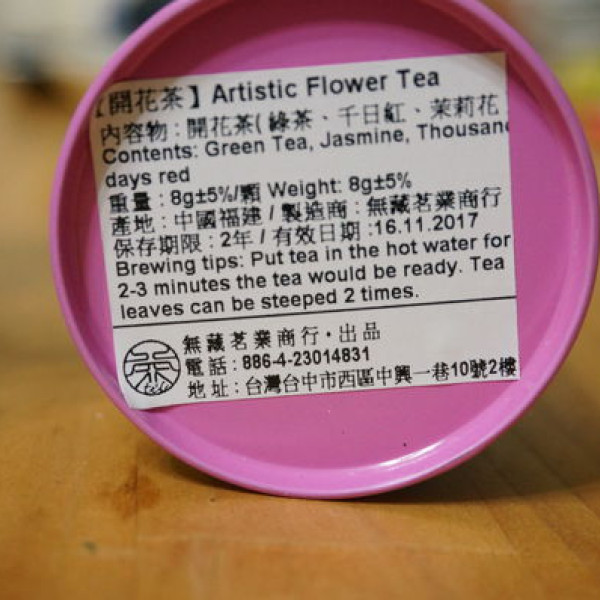 【開花茶】Artistic Flower Tea
內容物:開花茶(綠茶、千日紅、茉莉花
Contents: Green Tea, Jasmine, Thousand
days red
重量:8g±5%/顆 Weight: 8g±5%
產地:中國福建/製造商:無藏茗業商行
保存期限:2年/有效日期:16.11.2017
Brewing tips: Put tea in the hot water for
2-3 minutes the tea would be ready. Tea
leaves can be steeped 2 times.
無藏茗業商行·出品
電話:886-4-23014831
地址:台灣台中市西區中興一巷10號2樓